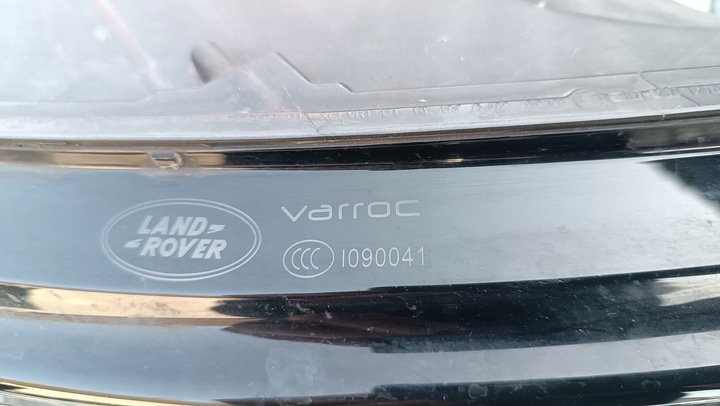 LAND-
-ROVER
varroc
CCC I090041